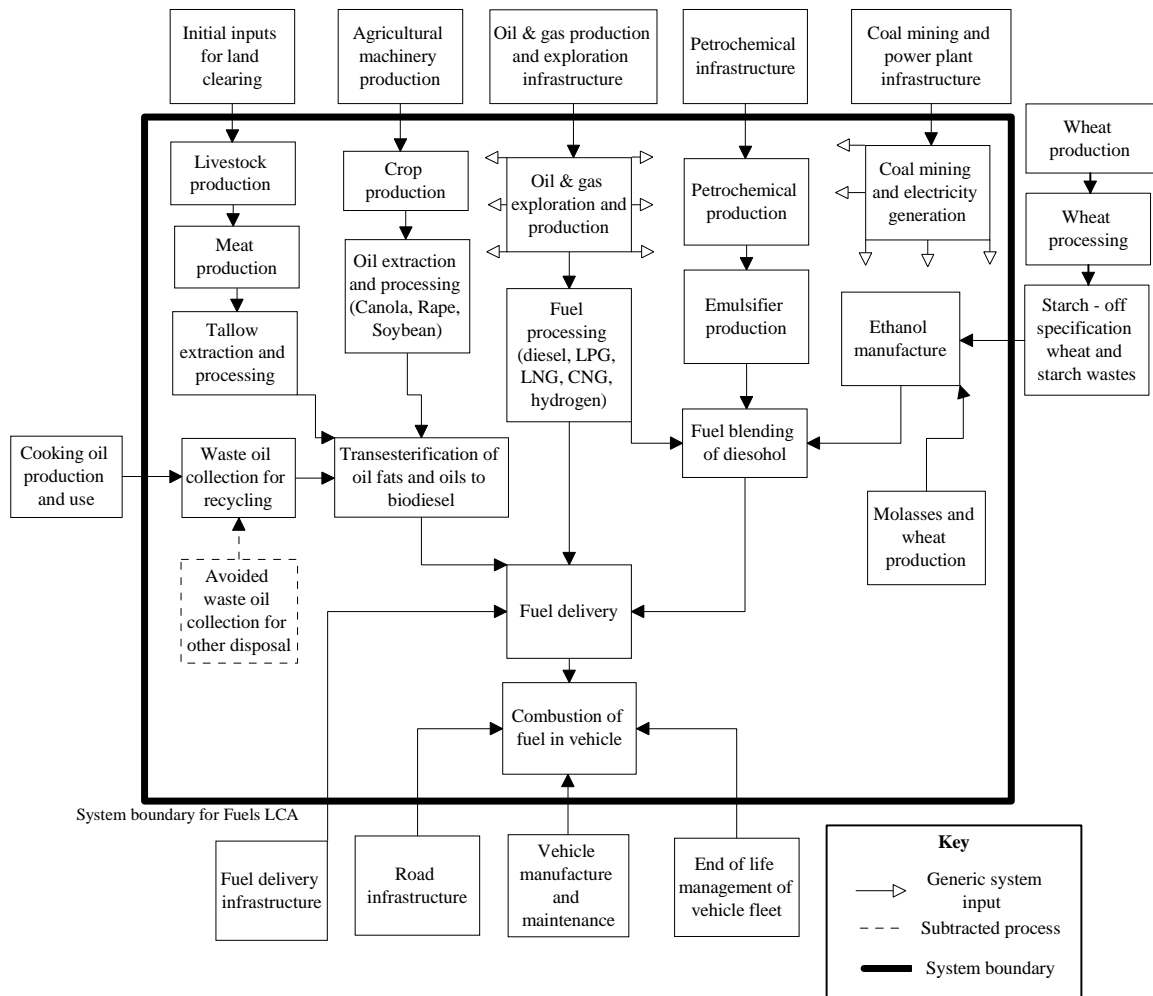 Initial inputs
for land
clearing
Agricultural
machinery
production
Oil & gas production
and exploration
infrastructure
Petrochemical
infrastructure
Coal mining and
power plant
infrastructure
Livestock
production
Crop
production
Oil & gas
exploration and
production
Petrochemical
production
Coal mining
and electricity
generation
Wheat
production
Wheat
processing
Meat
production
Oil extraction
and processing
(Canola, Rape,
Soybean)
Fuel
processing
(diesel, LPG,
LNG, CNG,
hydrogen)
Emulsifier
production
Ethanol
manufacture
Starch - off
specification
wheat and
starch wastes
Tallow
extraction and
processing
Cooking oil
production
and use
Waste oil
collection for
recycling
Transesterification of
oil fats and oils to
biodiesel
Fuel blending
of diesohol
Molasses and
wheat
production
Avoided
waste oil
collection for
other disposal
Fuel delivery
Combustion of
fuel in vehicle
System boundary for Fuels LCA
Fuel delivery
infrastructure
Road
infrastructure
Vehicle
manufacture
and
maintenance
End of life
management of
vehicle fleet
Key
Generic system
input
Subtracted process
System boundary